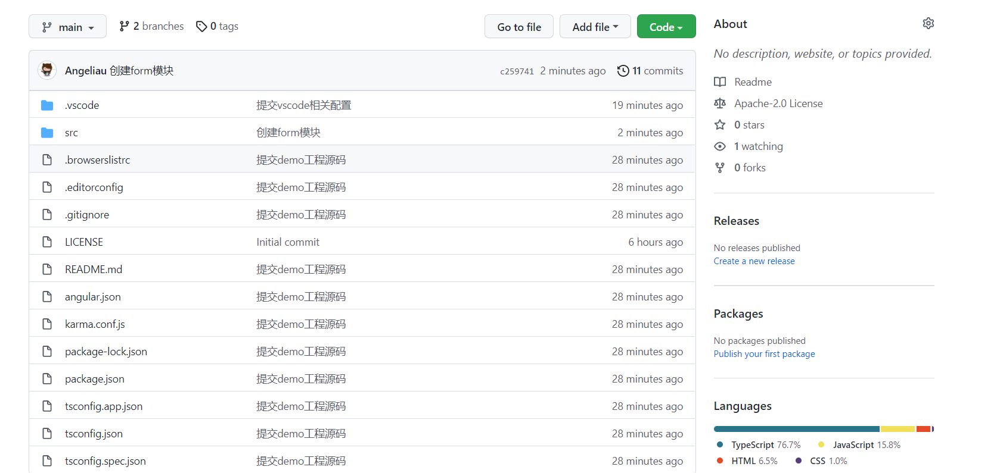 main
2 branches
0 tags
Go to file
Add file
Code
Angeliau 创建form模块
c259741 2 minutes ago
11 commits
.vscode 提交vscode相关配置 19 minutes ago
src 创建form模块 2 minutes ago
.browserslistrc 提交demo工程源码 28 minutes ago
.editorconfig 提交demo工程源码 28 minutes ago
.gitignore 提交demo工程源码 28 minutes ago
LICENSE Initial commit 6 hours ago
README.md 提交demo工程源码 28 minutes ago
angular.json 提交demo工程源码 28 minutes ago
karma.conf.js 提交demo工程源码 28 minutes ago
package-lock.json 提交demo工程源码 28 minutes ago
package.json 提交demo工程源码 28 minutes ago
tsconfig.app.json 提交demo工程源码 28 minutes ago
tsconfig.json 提交demo工程源码 28 minutes ago
tsconfig.spec.json 提交demo工程源码 28 minutes ago
About
No description, website, or topics provided.
Readme
Apache-2.0 License
0 stars
1 watching
0 forks
Releases
No releases published
Create a new release
Packages
No packages published
Publish your first package
Languages
TypeScript 76.7% JavaScript 15.8%
HTML 6.5% CSS 1.0%